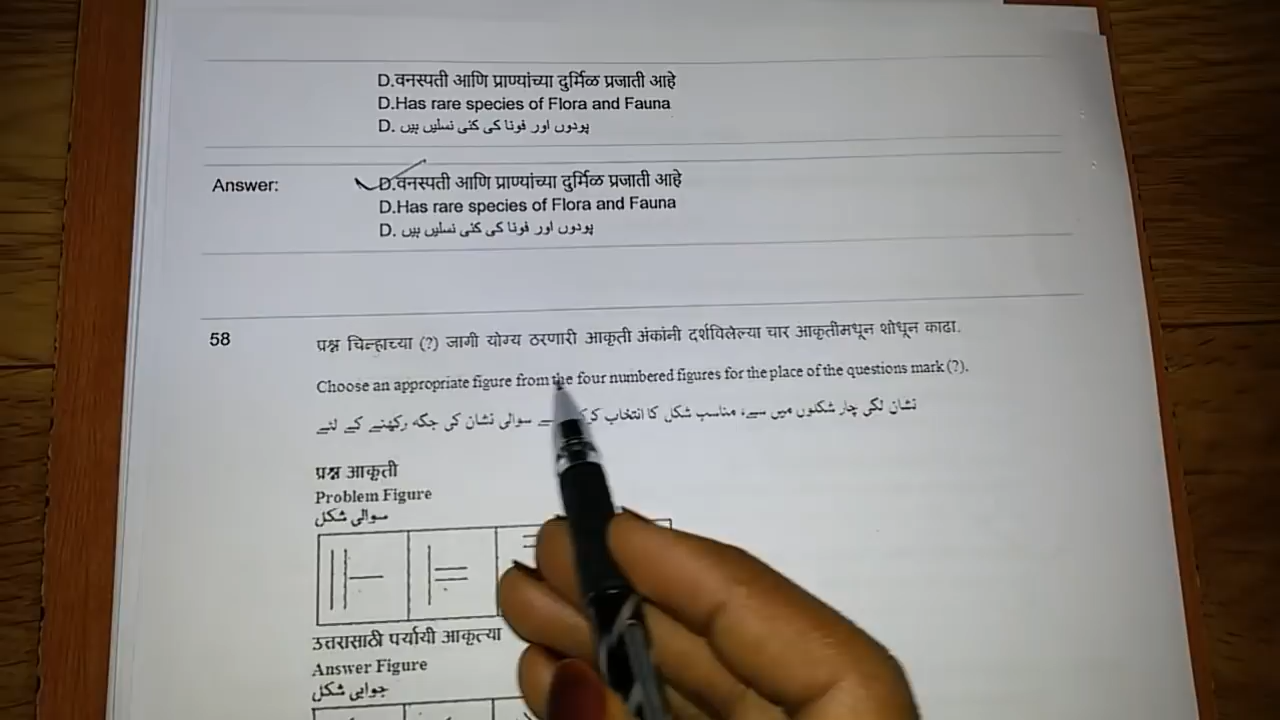 D.वनस्पती आणि प्राण्यांच्या दुर्मिळ प्रजाती आहे
D.Has rare species of Flora and Fauna
D. پودوں اور فونا کی کئی نسلیں ہیں
Answer:
D.वनस्पती आणि प्राण्यांच्या दुर्मिळ प्रजाती आहे
D.Has rare species of Flora and Fauna
D. پودوں اور فونا کی کئی نسلیں ہیں
58
प्रश्न चिन्हाच्या (?) जागी योग्य ठरणारी आकृती अंकांनी दर्शविलेल्या चार आकृतीमधून शोधून काढा.
Choose an appropriate figure from the four numbered figures for the place of the questions mark (?).
نشان لگی چار شکلوں میں سے، مناسب شکل کا انتخاب سوالی نشان کی جگہ رکھنے کے لئے
प्रश्न आकृती
Problem Figure
سوالی شکل
उत्तरासाठी पर्यायी आकृत्या
Answer Figure
جوابی شکل